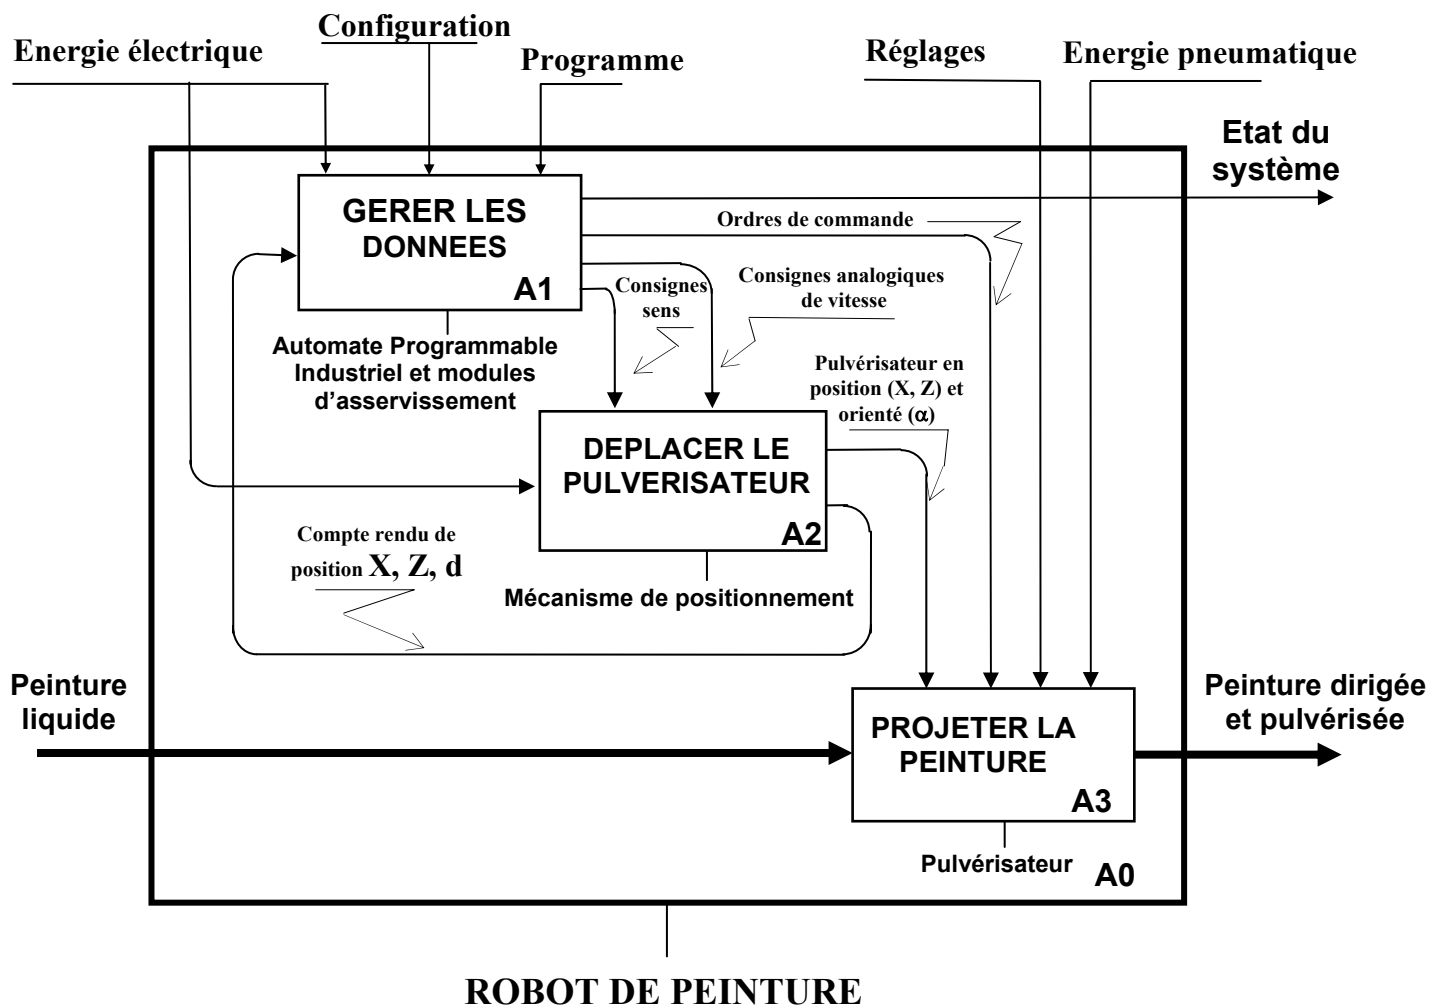 Configuration
Energie électrique
Programme
Réglages
Energie pneumatique
Etat du
système
GERER LES
DONNEES
A1
Ordres de commande
Consignes
sens
Consignes analogiques
de vitesse
Automate Programmable
Industriel et modules
d’asservissement
Pulvérisateur en
position (X, Z) et
orienté (α)
DEPLACER LE
PULVERISATEUR
A2
Compte rendu de
position X, Z, d
Mécanisme de positionnement
Peinture
liquide
PROJETER LA
PEINTURE
A3
Peinture dirigée
et pulvérisée
Pulvérisateur
A0
ROBOT DE PEINTURE